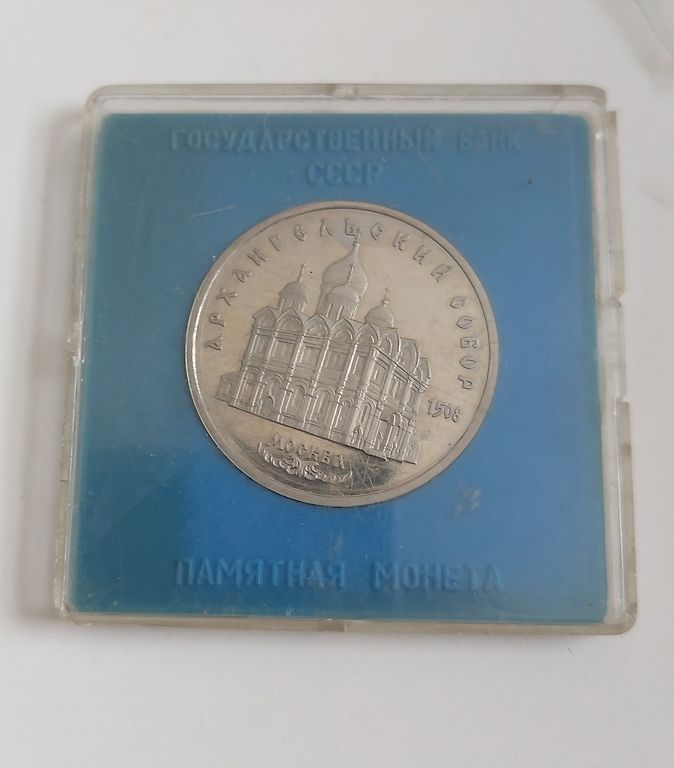 ГОСУДАРСТВЕННЫЙ БАНК
СССР
АРХАНГЕЛЬСКИЙ СОБОР
1508
МОСКВА
ПАМЯТНАЯ МОНЕТА